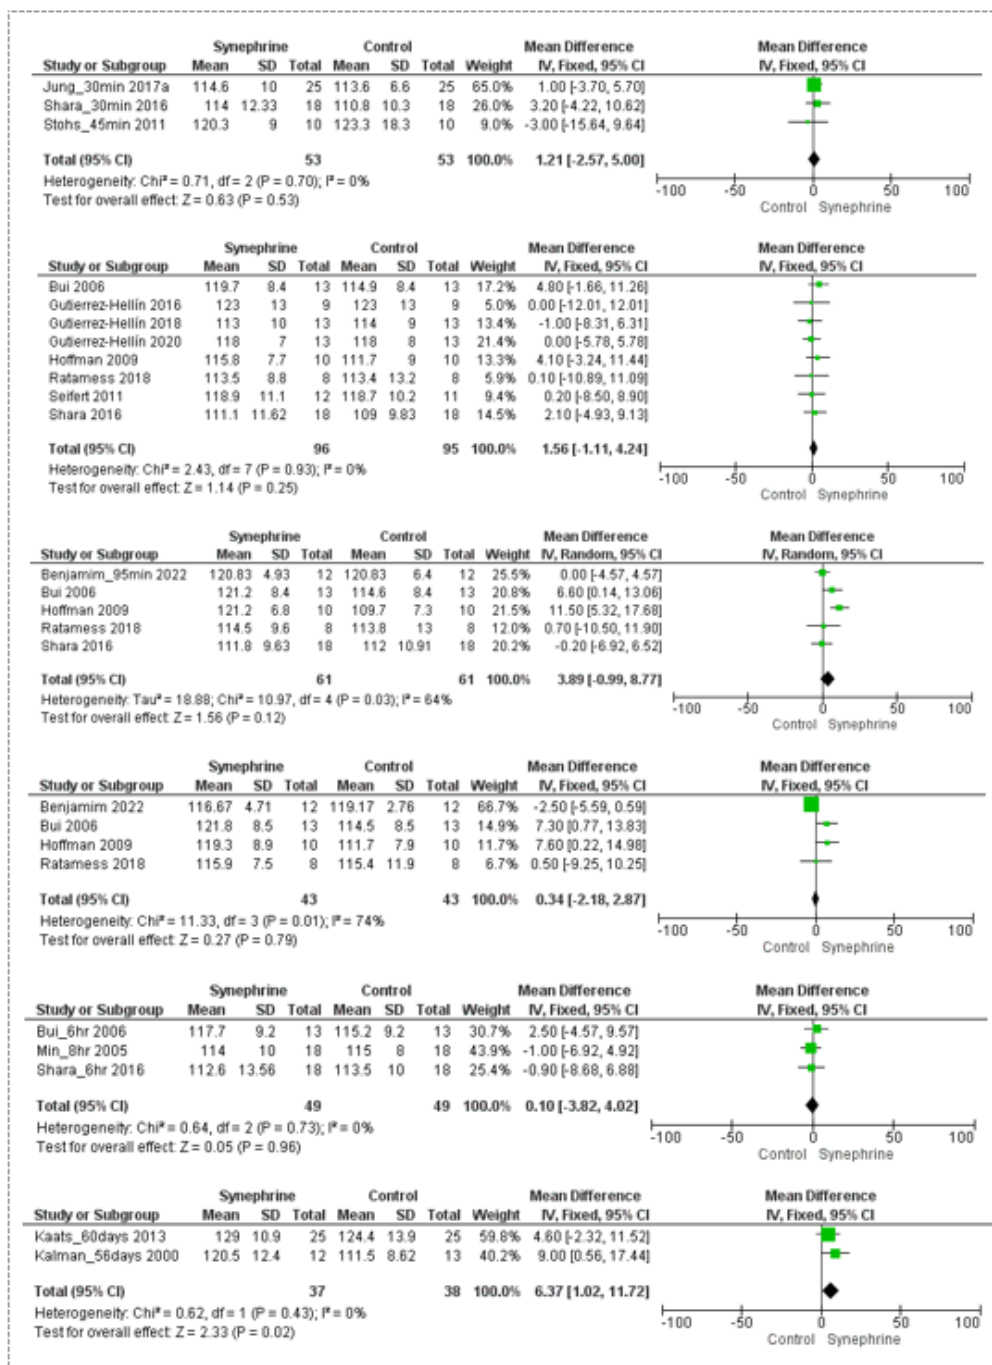 Synephrine Control Mean Difference Mean Difference
Study or Subgroup Mean SD Total Mean SD Total Weight IV, Fixed, 95% CI IV, Fixed, 95% CI
Jung_30min 2017a 114.6 10 25 113.6 6.6 25 65.0% 1.00 [-3.70, 5.70]
Shara_30min 2016 114 12.33 18 110.8 10.3 18 26.0% 3.20 [-4.22, 10.62]
Stohs_45min 2011 120.3 9 10 123.3 18.3 10 9.0% -3.00 [-15.64, 9.64]
Total (95% CI) 53 53 100.0% 1.21 [-2.57, 5.00]
Heterogeneity: Chi² = 0.71, df = 2 (P = 0.70); I² = 0%
Test for overall effect: Z = 0.63 (P = 0.53)
-100 -50 0 50 100
Control Synephrine
Synephrine Control Mean Difference Mean Difference
Study or Subgroup Mean SD Total Mean SD Total Weight IV, Fixed, 95% CI IV, Fixed, 95% CI
Bui 2006 119.7 8.4 13 114.9 8.4 13 17.2% 4.80 [-1.66, 11.26]
Gutierrez-Hellín 2016 123 13 9 123 13 9 5.0% 0.00 [-12.01, 12.01]
Gutierrez-Hellín 2018 113 10 13 114 9 13 13.4% -1.00 [-8.31, 6.31]
Gutierrez-Hellín 2020 118 7 13 118 8 13 21.4% 0.00 [-5.78, 5.78]
Hoffman 2009 115.8 7.7 10 111.7 9 10 13.3% 4.10 [-3.24, 11.44]
Ratamess 2018 113.5 8.8 8 113.4 13.2 8 5.9% 0.10 [-10.89, 11.09]
Seifert 2011 118.9 11.1 12 118.7 10.2 11 9.4% 0.20 [-8.50, 8.90]
Shara 2016 111.1 11.62 18 109 9.83 18 14.5% 2.10 [-4.93, 9.13]
Total (95% CI) 96 95 100.0% 1.56 [-1.11, 4.24]
Heterogeneity: Chi² = 2.43, df = 7 (P = 0.93); I² = 0%
Test for overall effect: Z = 1.14 (P = 0.25)
-100 -50 0 50 100
Control Synephrine
Synephrine Control Mean Difference Mean Difference
Study or Subgroup Mean SD Total Mean SD Total Weight IV, Random, 95% CI IV, Random, 95% CI
Benjamim_95min 2022 120.83 4.93 12 120.83 6.4 12 25.5% 0.00 [-4.57, 4.57]
Bui 2006 121.2 8.4 13 114.6 8.4 13 20.8% 6.60 [0.14, 13.06]
Hoffman 2009 121.2 6.8 10 109.7 7.3 10 21.5% 11.50 [5.32, 17.68]
Ratamess 2018 114.5 9.6 8 113.8 13 8 12.0% 0.70 [-10.50, 11.90]
Shara 2016 111.8 9.63 18 112 10.91 18 20.2% -0.20 [-6.92, 6.52]
Total (95% CI) 61 61 100.0% 3.89 [-0.99, 8.77]
Heterogeneity: Tau² = 18.88; Chi² = 10.97, df = 4 (P = 0.03); I² = 64%
Test for overall effect: Z = 1.56 (P = 0.12)
-100 -50 0 50 100
Control Synephrine
Synephrine Control Mean Difference Mean Difference
Study or Subgroup Mean SD Total Mean SD Total Weight IV, Fixed, 95% CI IV, Fixed, 95% CI
Benjamim 2022 116.67 4.71 12 119.17 2.76 12 66.7% -2.50 [-5.59, 0.59]
Bui 2006 121.8 8.5 13 114.5 8.5 13 14.9% 7.30 [0.77, 13.83]
Hoffman 2009 119.3 8.9 10 111.7 7.9 10 11.7% 7.60 [0.22, 14.98]
Ratamess 2018 115.9 7.5 8 115.4 11.9 8 6.7% 0.50 [-9.25, 10.25]
Total (95% CI) 43 43 100.0% 0.34 [-2.18, 2.87]
Heterogeneity: Chi² = 11.33, df = 3 (P = 0.01); I² = 74%
Test for overall effect: Z = 0.27 (P = 0.79)
-100 -50 0 50 100
Control Synephrine
Synephrine Control Mean Difference Mean Difference
Study or Subgroup Mean SD Total Mean SD Total Weight IV, Fixed, 95% CI IV, Fixed, 95% CI
Bui_6hr 2006 117.7 9.2 13 115.2 9.2 13 30.7% 2.50 [-4.57, 9.57]
Min_8hr 2005 114 10 18 115 8 18 43.9% -1.00 [-6.92, 4.92]
Shara_6hr 2016 112.6 13.56 18 113.5 10 18 25.4% -0.90 [-8.68, 6.88]
Total (95% CI) 49 49 100.0% 0.10 [-3.82, 4.02]
Heterogeneity: Chi² = 0.64, df = 2 (P = 0.73); I² = 0%
Test for overall effect: Z = 0.05 (P = 0.96)
-100 -50 0 50 100
Control Synephrine
Synephrine Control Mean Difference Mean Difference
Study or Subgroup Mean SD Total Mean SD Total Weight IV, Fixed, 95% CI IV, Fixed, 95% CI
Kaats_60days 2013 129 10.9 25 124.4 13.9 25 59.8% 4.60 [-2.32, 11.52]
Kalman_56days 2000 120.5 12.4 12 111.5 8.62 13 40.2% 9.00 [0.56, 17.44]
Total (95% CI) 37 38 100.0% 6.37 [1.02, 11.72]
Heterogeneity: Chi² = 0.62, df = 1 (P = 0.43); I² = 0%
Test for overall effect: Z = 2.33 (P = 0.02)
-100 -50 0 50 100
Control Synephrine